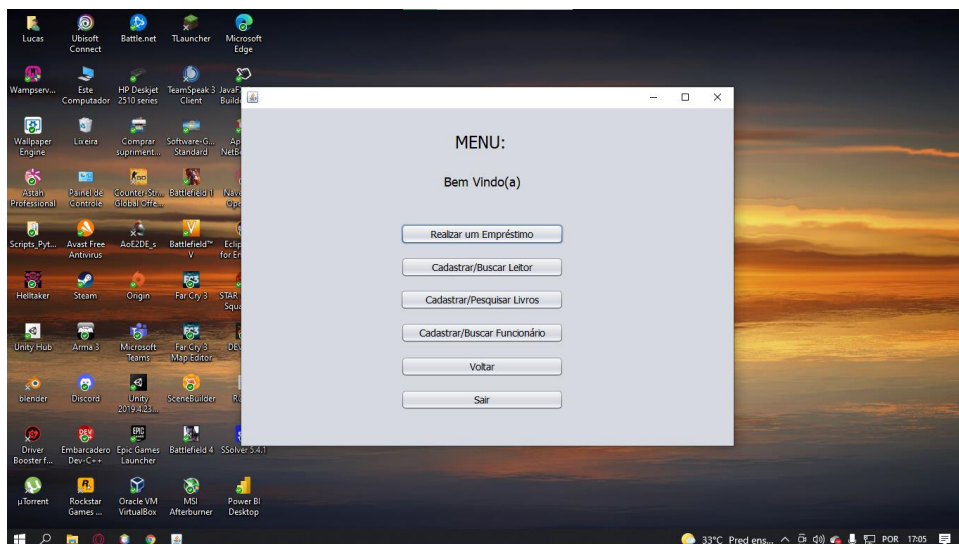 Lucas
Ubisoft
Connect
Battle.net
TLauncher
Microsoft
Edge
Wampserv...
Este
Computador
HP Deskjet
2510 series
TeamSpeak 3
Client
Wallpaper
Engine
Lixeira
Comprar
supriment...
Software-G...
Standard
Astah
Professional
Painel de
Controle
Counter-Str...
Global Offe...
Battlefield 1
Scripts_Pyt...
Avast Free
Antivirus
AoE2DE_s
Battlefield™
V
Helltaker
Steam
Origin
Far Cry 3
Unity Hub
Arma 3
Microsoft
Teams
Far Cry 3
Map Editor
blender
Discord
Unity
2019.4.23...
SceneBuilder
Driver
Booster f...
Embarcadero
Dev-C++
Epic Games
Launcher
Battlefield 4
SSolver 5.4.1
µTorrent
Rockstar
Games ...
Oracle VM
VirtualBox
MSI
Afterburner
Power BI
Desktop
MENU:
Bem Vindo(a)
Realizar um Empréstimo
Cadastrar/Buscar Leitor
Cadastrar/Pesquisar Livros
Cadastrar/Buscar Funcionário
Voltar
Sair
33°C Pred ens...
POR
17:05